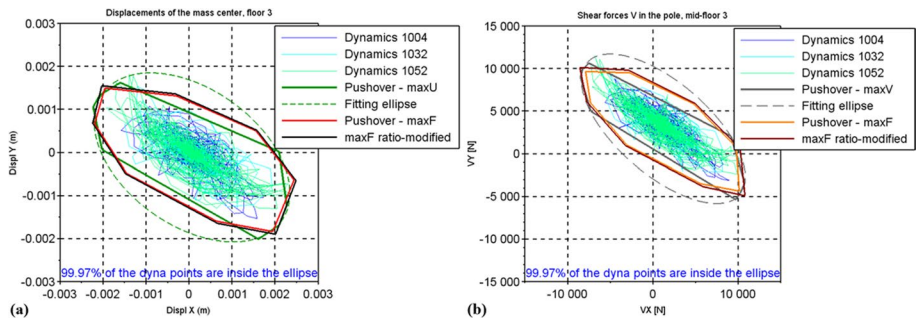 Displacements of the mass center, floor 3
0.003
0.002
0.001
0.000
-0.001
-0.002
-0.003
Displ Y (m)
Dynamics 1004
Dynamics 1032
Dynamics 1052
Pushover - maxU
Fitting ellipse
Pushover - maxF
maxF ratio-modified
99.97% of the dyna points are inside the ellipse
-0.003 -0.002 -0.001 0.000 0.001 0.002 0.003
Displ X (m)
(a)
Shear forces V in the pole, mid-floor 3
15 000
10 000
5 000
0
-5 000
-10 000
-15 000
VY [N]
Dynamics 1004
Dynamics 1032
Dynamics 1052
Pushover - maxV
Fitting ellipse
Pushover - maxF
maxF ratio-modified
99.97% of the dyna points are inside the ellipse
-10 000 0 10 000
VX [N]
(b)